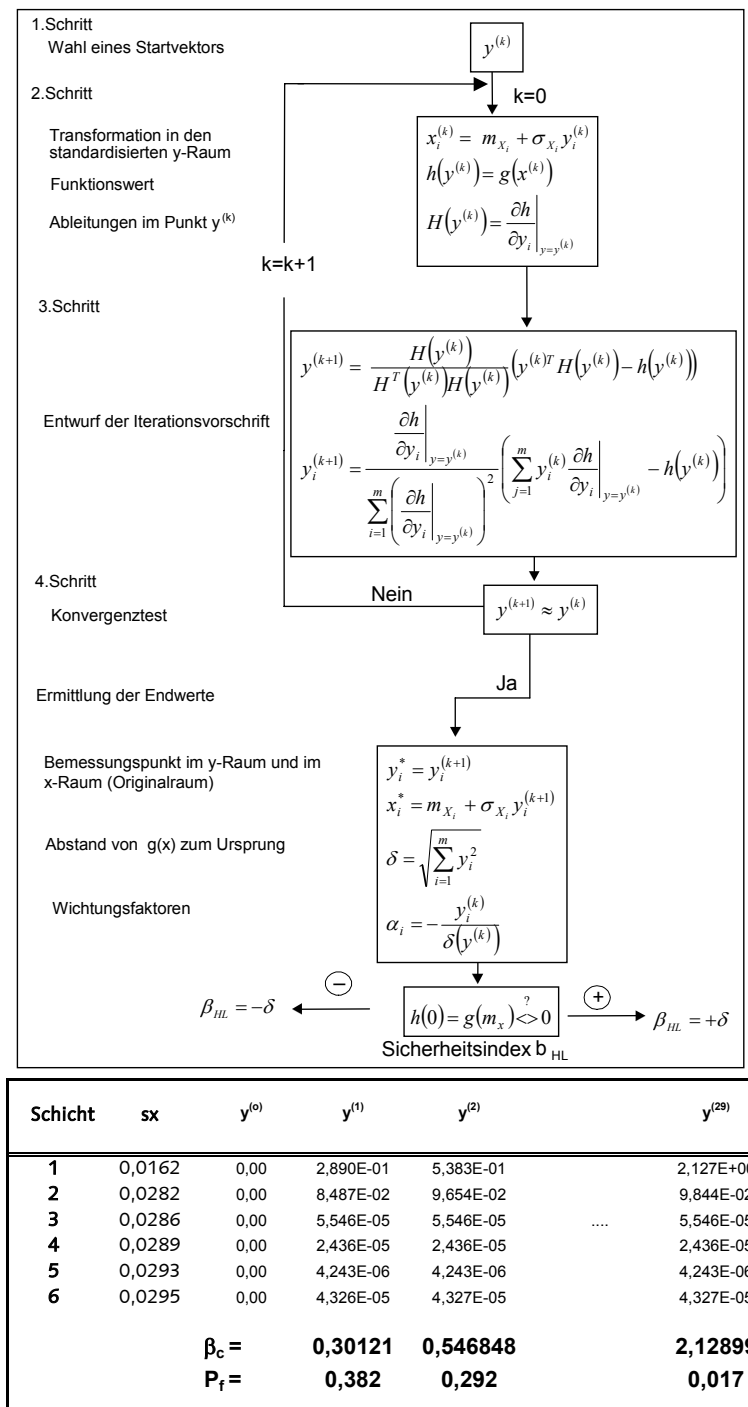 1.Schritt
Wahl eines Startvektors
y^(k)
2.Schritt
k=0
Transformation in den
standardisierten y-Raum
x_i^(k) = m_{X_i} + σ_{X_i} y_i^(k)
Funktionswert
h(y^(k)) = g(x^(k))
Ableitungen im Punkt y^(k)
H(y^(k)) = ∂h/∂y_i |_{y=y^(k)}
k=k+1
3.Schritt
y^(k+1) = H(y^(k)) / (H^T(y^(k))H(y^(k))) (y^(k)T H(y^(k)) − h(y^(k)))
Entwurf der Iterationsvorschrift
y_i^(k+1) = (∂h/∂y_i |_{y=y^(k)}) / (∑_{i=1}^m (∂h/∂y_i |_{y=y^(k)})^2) (∑_{j=1}^m y_i^(k) ∂h/∂y_i |_{y=y^(k)} − h(y^(k)))
4.Schritt
Nein
Konvergenztest
y^(k+1) ≈ y^(k)
Ja
Ermittlung der Endwerte
Bemessungspunkt im y-Raum und im
x-Raum (Originalraum)
y_i^* = y_i^(k+1)
x_i^* = m_{X_i} + σ_{X_i} y_i^(k+1)
Abstand von g(x) zum Ursprung
δ = √(∑_{i=1}^m y_i^2)
Wichtungsfaktoren
α_i = − y_i^(k) / δ(y^(k))
β_HL = −δ
−
h(0) = g(m_x) <>? 0
+
β_HL = +δ
Sicherheitsindex b HL
Schicht sx y^(o) y^(1) y^(2) y^(29)
1 0,0162 0,00 2,890E-01 5,383E-01 2,127E+00
2 0,0282 0,00 8,487E-02 9,654E-02 9,844E-02
3 0,0286 0,00 5,546E-05 5,546E-05 .... 5,546E-05
4 0,0289 0,00 2,436E-05 2,436E-05 2,436E-05
5 0,0293 0,00 4,243E-06 4,243E-06 4,243E-06
6 0,0295 0,00 4,326E-05 4,327E-05 4,327E-05
β_c = 0,30121 0,546848 2,12899
P_f = 0,382 0,292 0,017